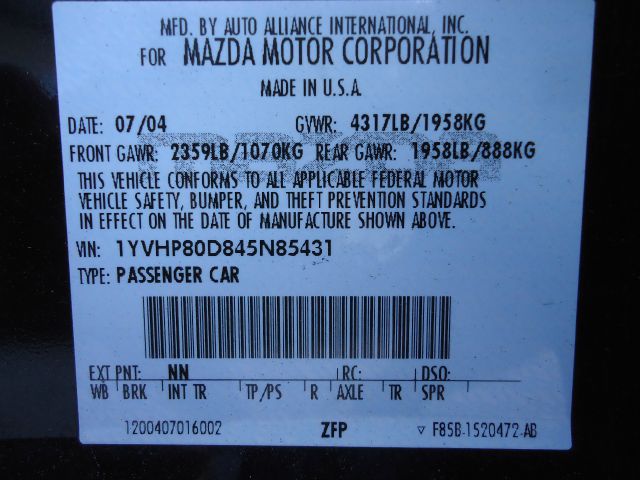 MFD. BY AUTO ALLIANCE INTERNATIONAL, INC.
FOR MAZDA MOTOR CORPORATION
MADE IN U.S.A.
DATE: 07/04 GVWR: 4317LB/1958KG
FRONT GAWR: 2359LB/1070KG REAR GAWR: 1958LB/888KG
THIS VEHICLE CONFORMS TO ALL APPLICABLE FEDERAL MOTOR
VEHICLE SAFETY, BUMPER, AND THEFT PREVENTION STANDARDS
IN EFFECT ON THE DATE OF MANUFACTURE SHOWN ABOVE.
VIN: 1YVHP80D845N85431
TYPE: PASSENGER CAR
EXT PNT: NN RC: DSO:
WB BRK INT TR TP/PS R AXLE TR SPR
1200407016002 ZFP ▽ F85B-1520472-AB